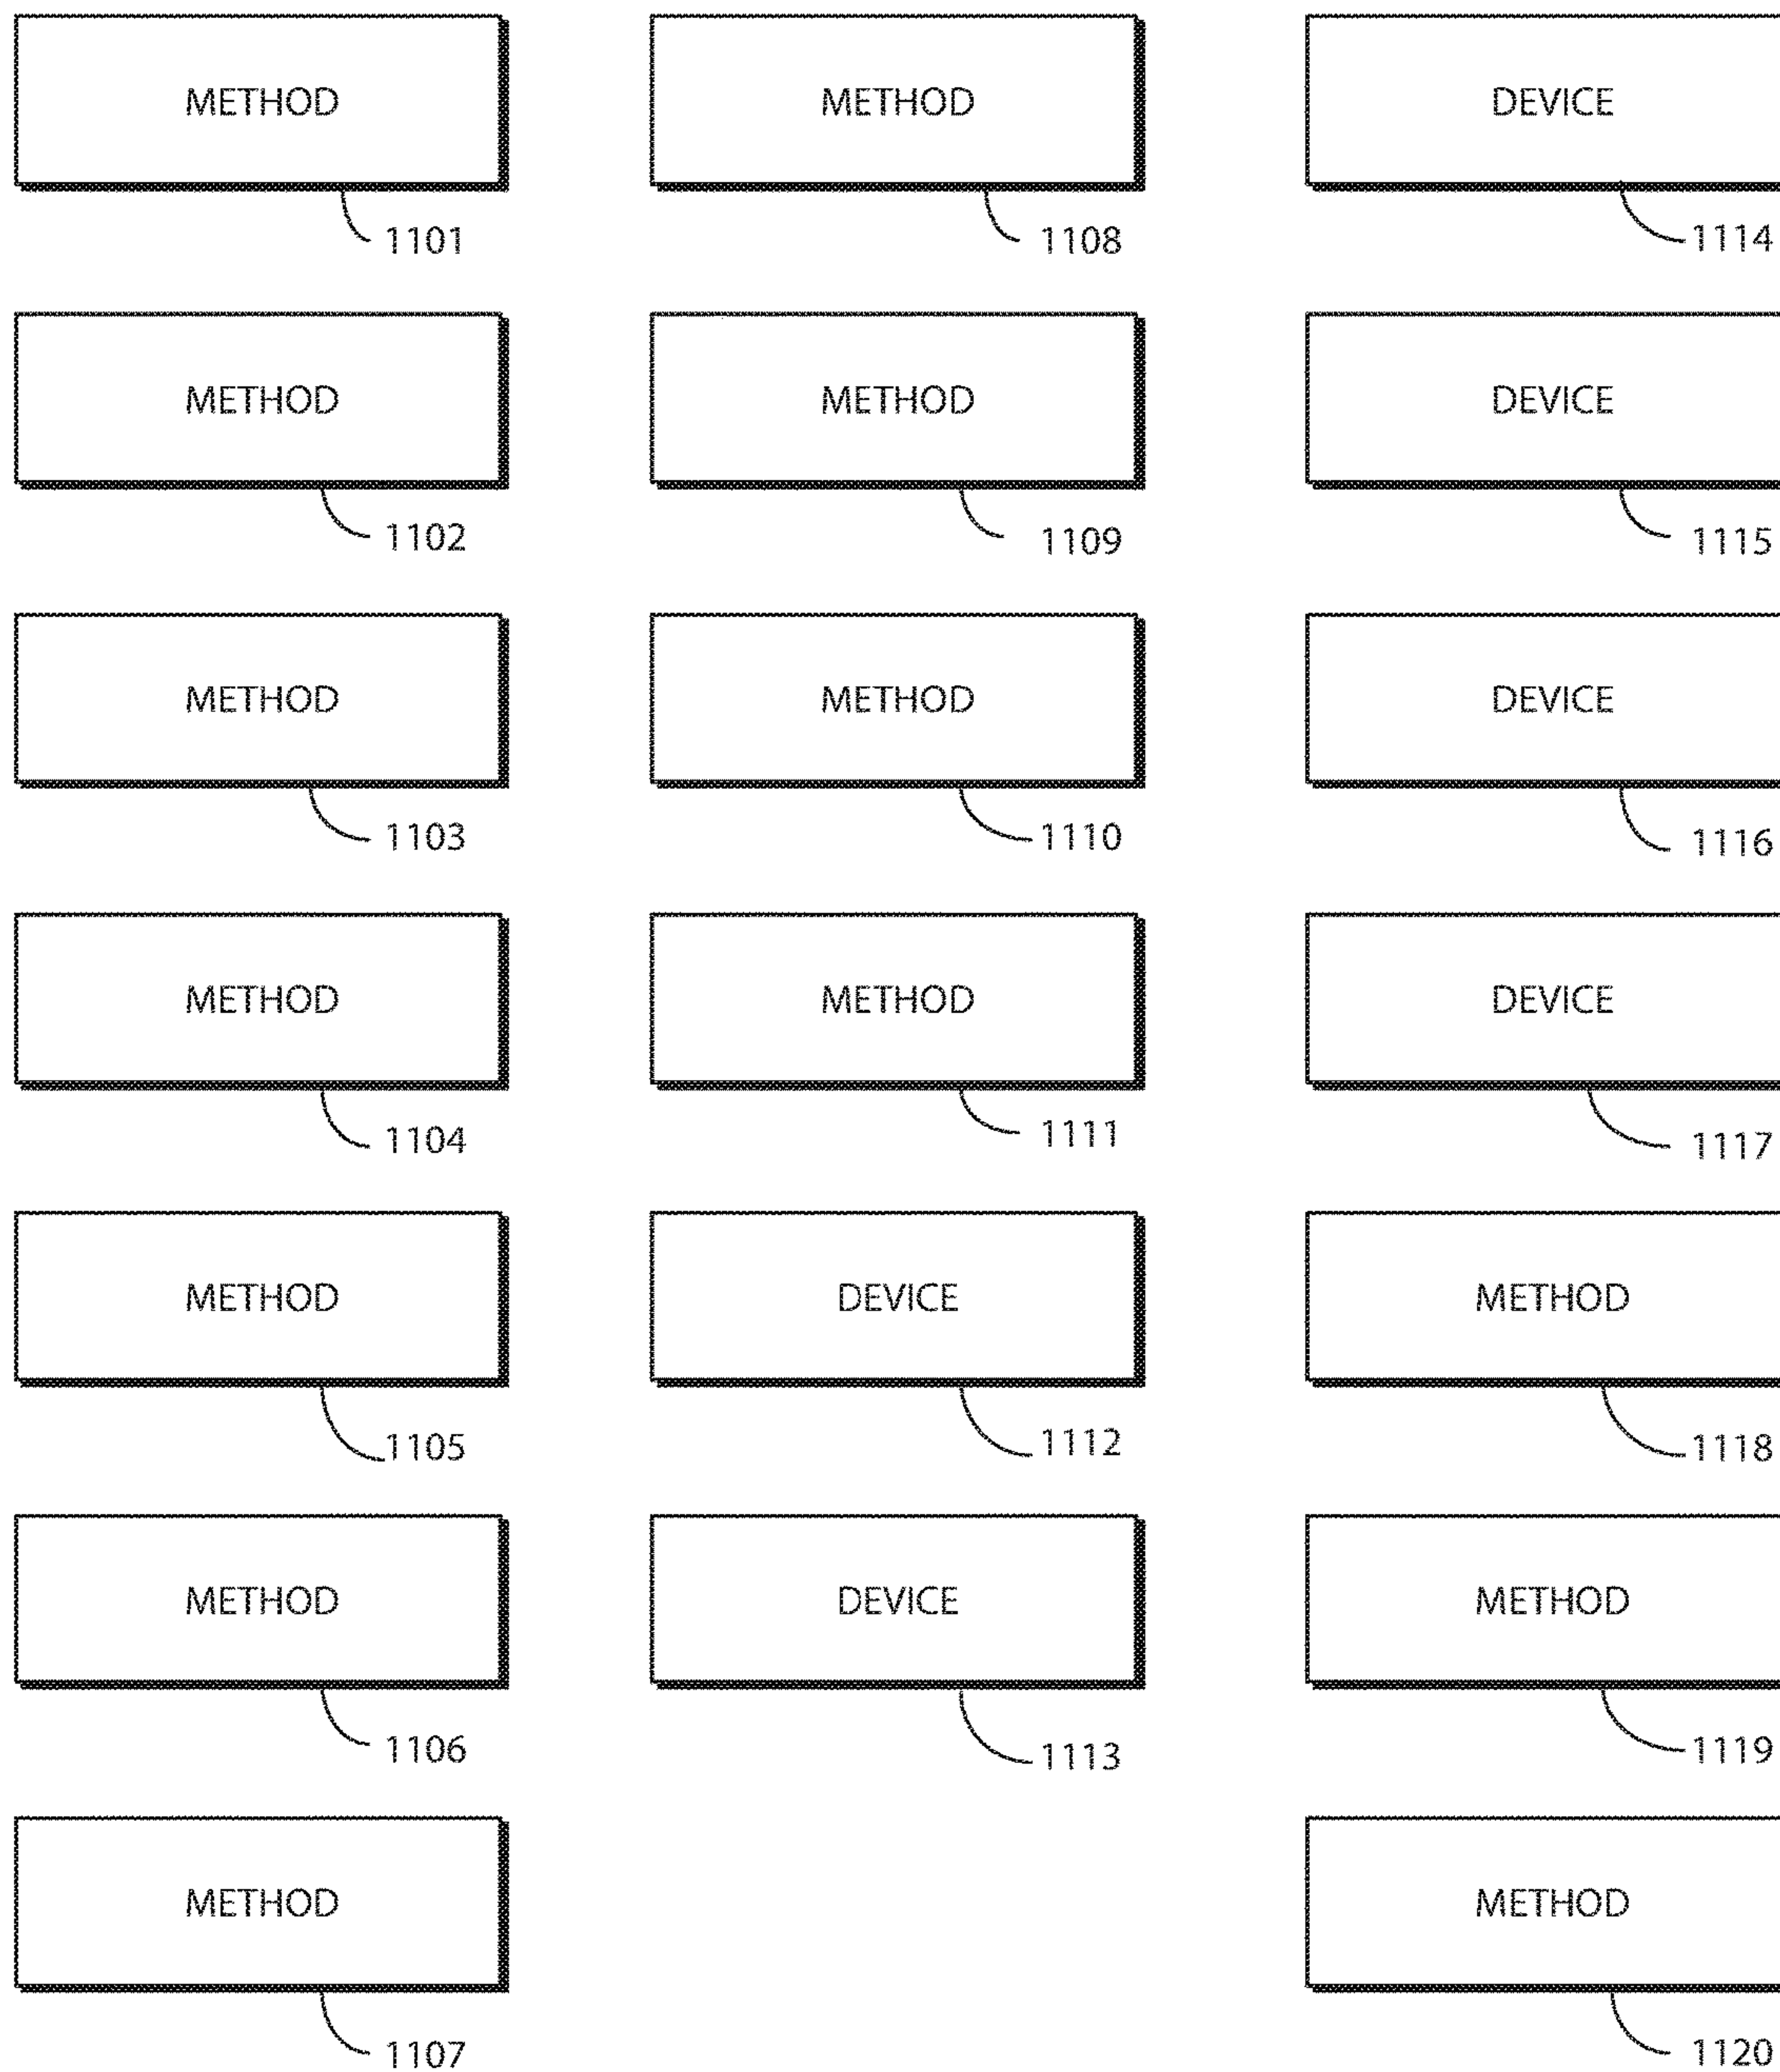 METHOD
1101
METHOD
1102
METHOD
1103
METHOD
1104
METHOD
1105
METHOD
1106
METHOD
1107
METHOD
1108
METHOD
1109
METHOD
1110
METHOD
1111
DEVICE
1112
DEVICE
1113
DEVICE
1114
DEVICE
1115
DEVICE
1116
DEVICE
1117
METHOD
1118
METHOD
1119
METHOD
1120